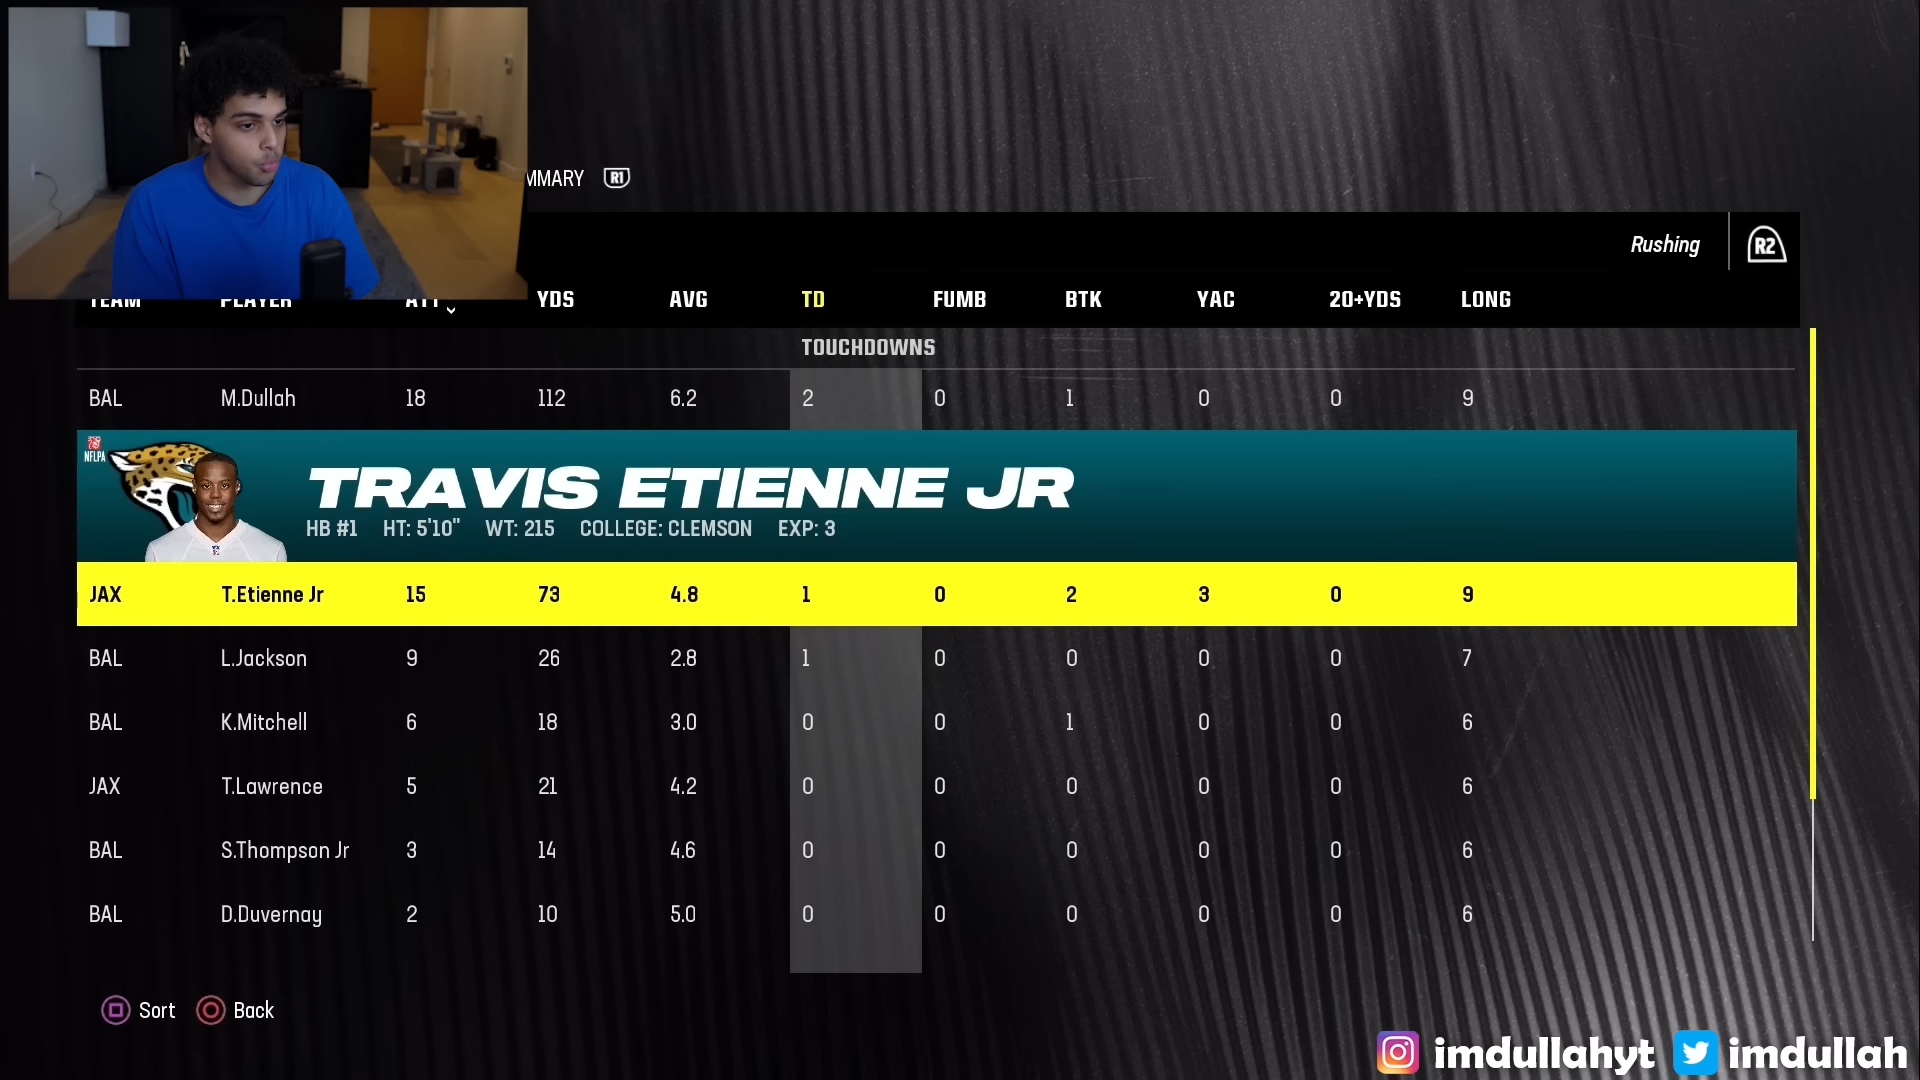 MMARY R1
Rushing R2
TEAM PLAYER ATT YDS AVG TD FUMB BTK YAC 20+YDS LONG
TOUCHDOWNS
BAL M.Dullah 18 112 6.2 2 0 1 0 0 9
NFLPA
TRAVIS ETIENNE JR
HB #1 HT: 5'10" WT: 215 COLLEGE: CLEMSON EXP: 3
JAX T.Etienne Jr 15 73 4.8 1 0 2 3 0 9
BAL L.Jackson 9 26 2.8 1 0 0 0 0 7
BAL K.Mitchell 6 18 3.0 0 0 1 0 0 6
JAX T.Lawrence 5 21 4.2 0 0 0 0 0 6
BAL S.Thompson Jr 3 14 4.6 0 0 0 0 0 6
BAL D.Duvernay 2 10 5.0 0 0 0 0 0 6
Sort Back
imdullahyt imdullah